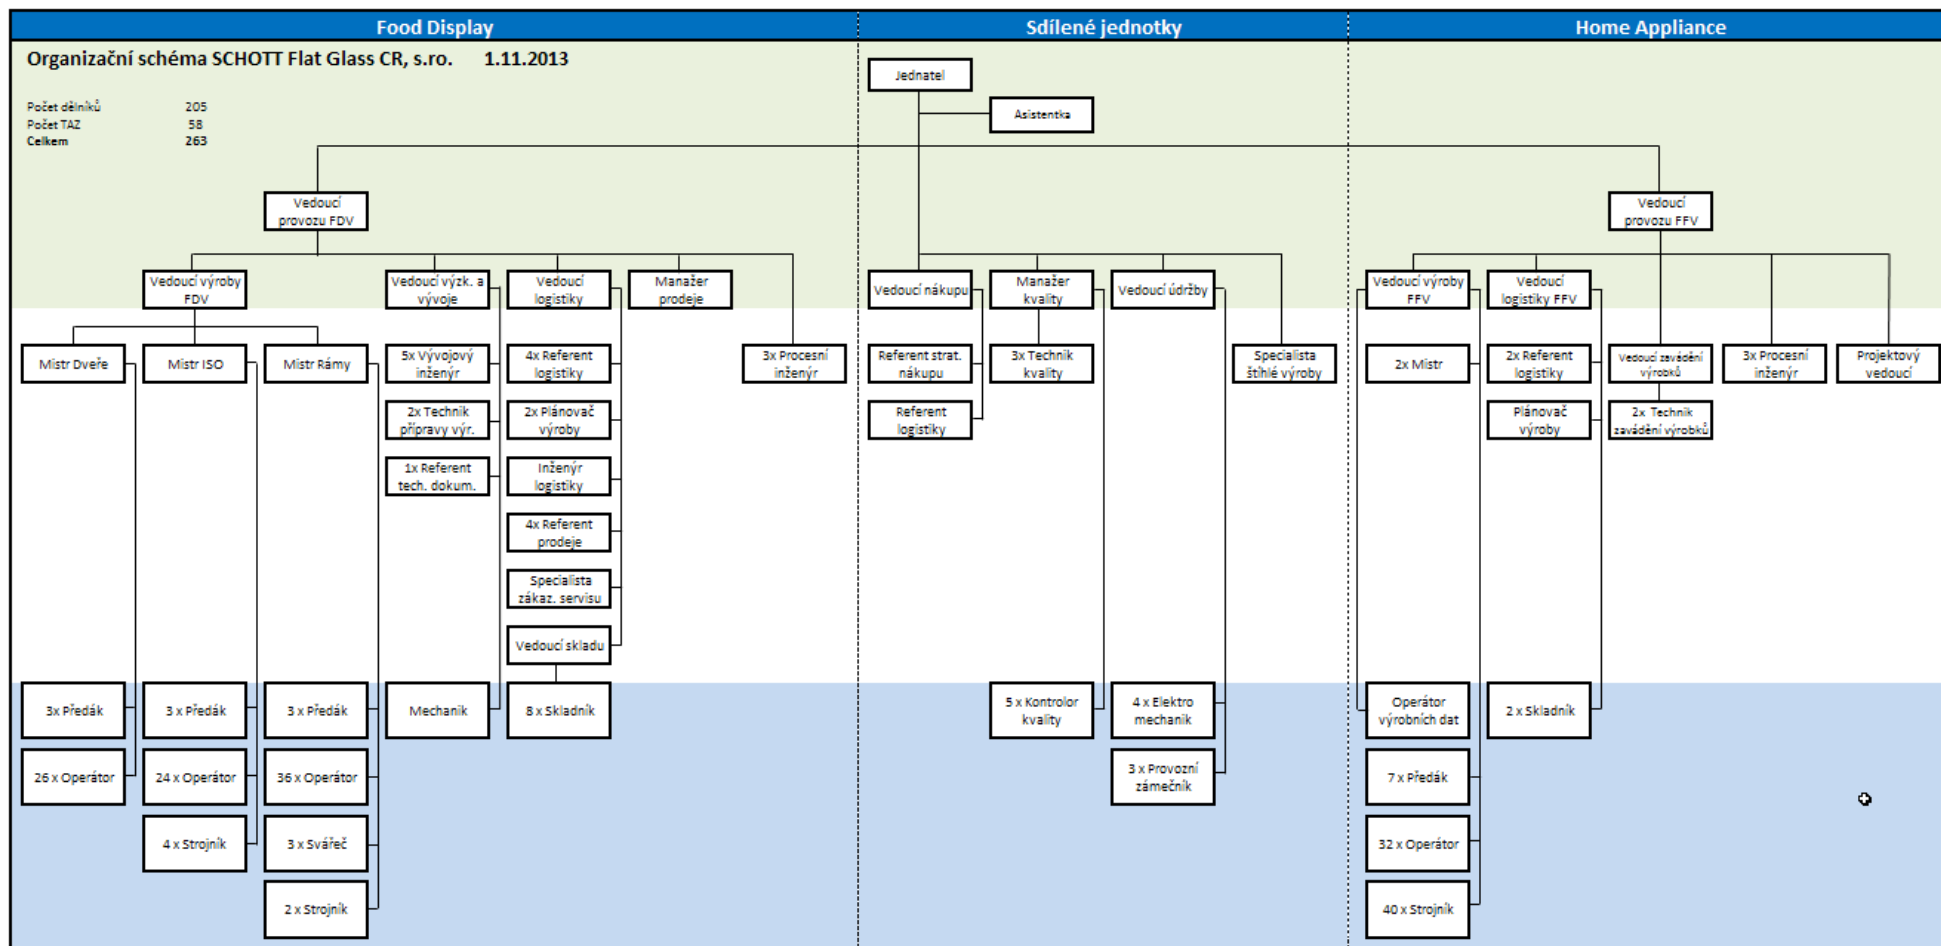 Food Display
Sdílené jednotky
Home Appliance
Organizační schéma SCHOTT Flat Glass CR, s.ro. 1.11.2013
Počet dělníků 205
Počet TAZ 58
Celkem 263
Jednatel
Asistentka
Vedoucí
provozu FDV
Vedoucí
provozu FFV
Vedoucí výroby
FDV
Vedoucí výzk. a
vývoje
Vedoucí
logistiky
Manažer
prodeje
Vedoucí nákupu
Manažer
kvality
Vedoucí údržby
Vedoucí výroby
FFV
Vedoucí
logistiky FFV
Mistr Dveře
Mistr ISO
Mistr Rámy
5x Vývojový
inženýr
4x Referent
logistiky
3x Procesní
inženýr
Referent strat.
nákupu
3x Technik
kvality
Specialista
štíhlé výroby
2x Mistr
2x Referent
logistiky
Vedoucí zavádění
výrobků
3x Procesní
inženýr
Projektový
vedoucí
2x Technik
přípravy výr.
2x Plánovač
výroby
Referent
logistiky
Plánovač
výroby
2x Technik
zavádění výrobků
1x Referent
tech. dokum.
Inženýr
logistiky
4x Referent
prodeje
Specialista
zákaz. servisu
Vedoucí skladu
3x Předák
3 x Předák
3 x Předák
Mechanik
8 x Skladník
5 x Kontrolor
kvality
4 x Elektro
mechanik
Operátor
výrobních dat
2 x Skladník
26 x Operátor
24 x Operátor
36 x Operátor
3 x Provozní
zámečník
7 x Předák
4 x Strojník
3 x Svářeč
32 x Operátor
2 x Strojník
40 x Strojník